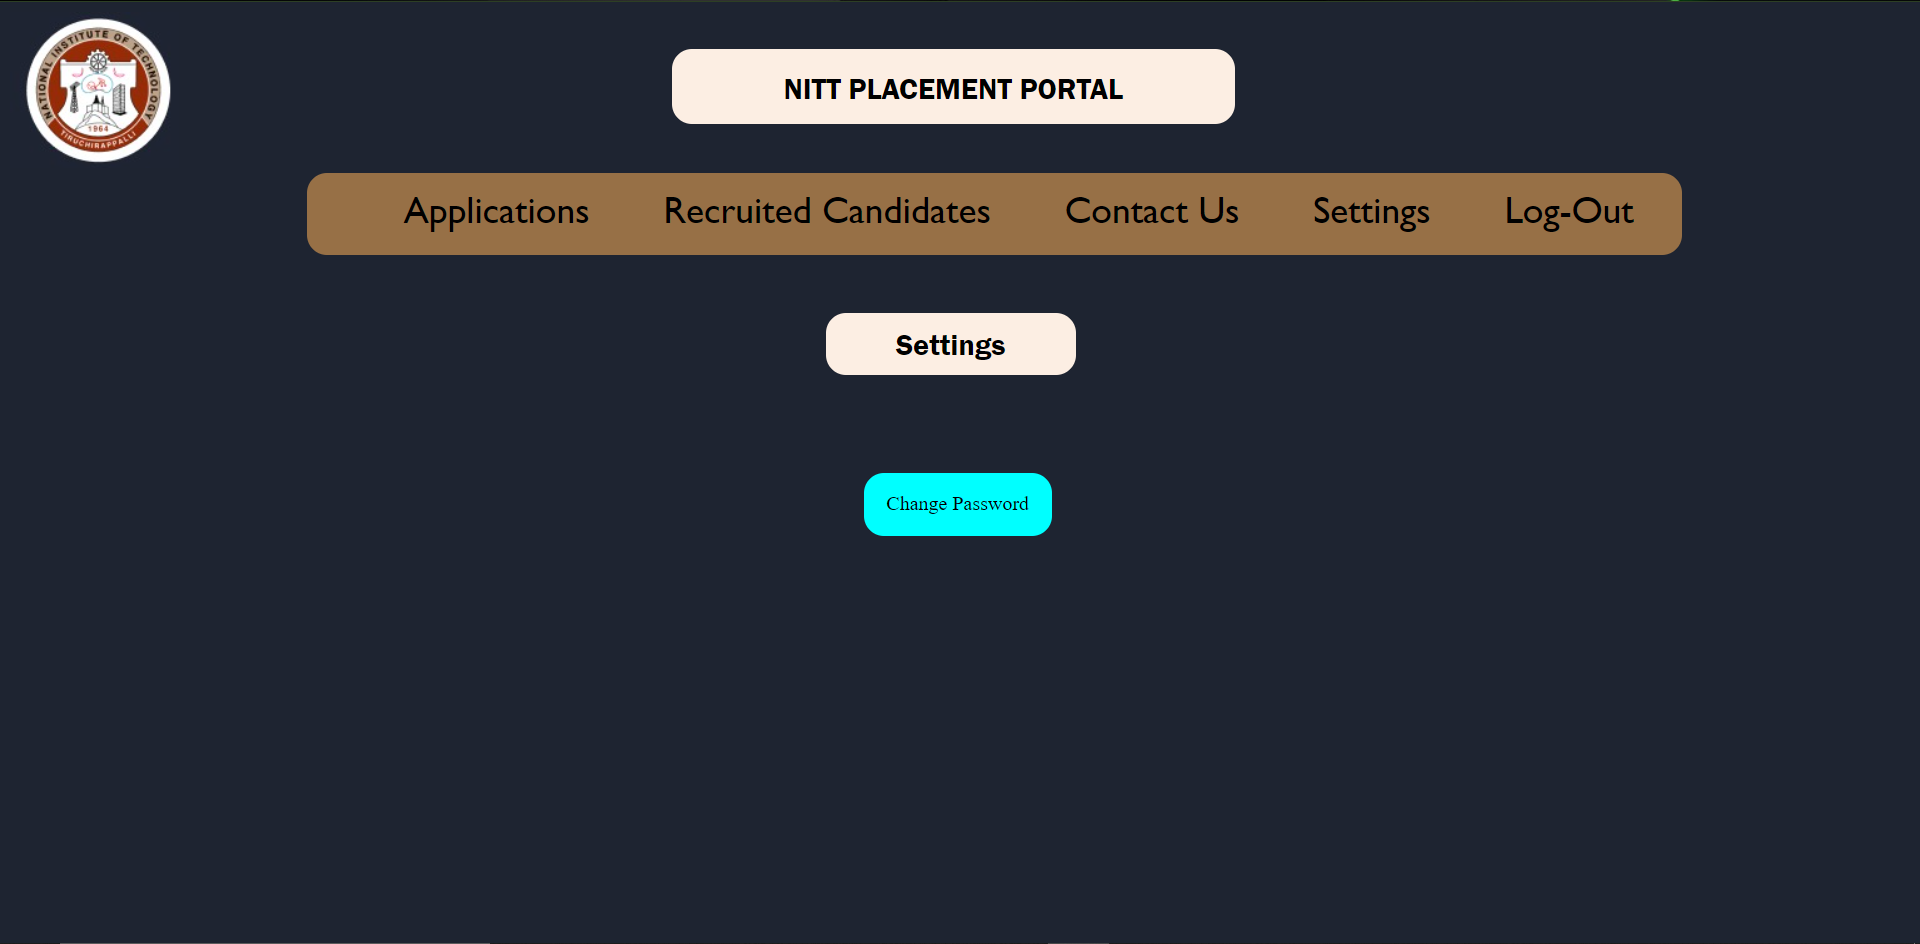 NATIONAL INSTITUTE OF TECHNOLOGY
1964
TIRUCHIRAPPALLI
NITT PLACEMENT PORTAL
Applications Recruited Candidates Contact Us Settings Log-Out
Settings
Change Password